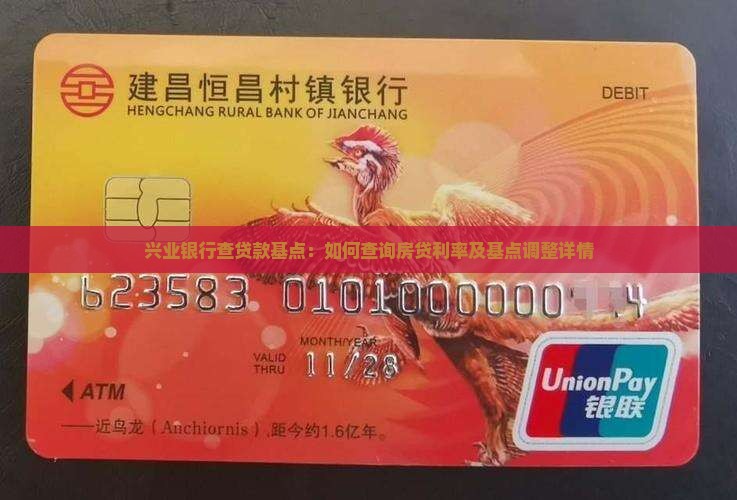 建昌恒昌村镇银行
HENGCHANG RURAL BANK OF JIANCHANG
DEBIT
兴业银行查贷款基点：如何查询房贷利率及基点调整详情
623583 0101000000
4
MONTH/YEAR
VALID THRU 11/28
ATM
UnionPay
银联
——近鸟龙（Anchiornis）,距今约1.6亿年。